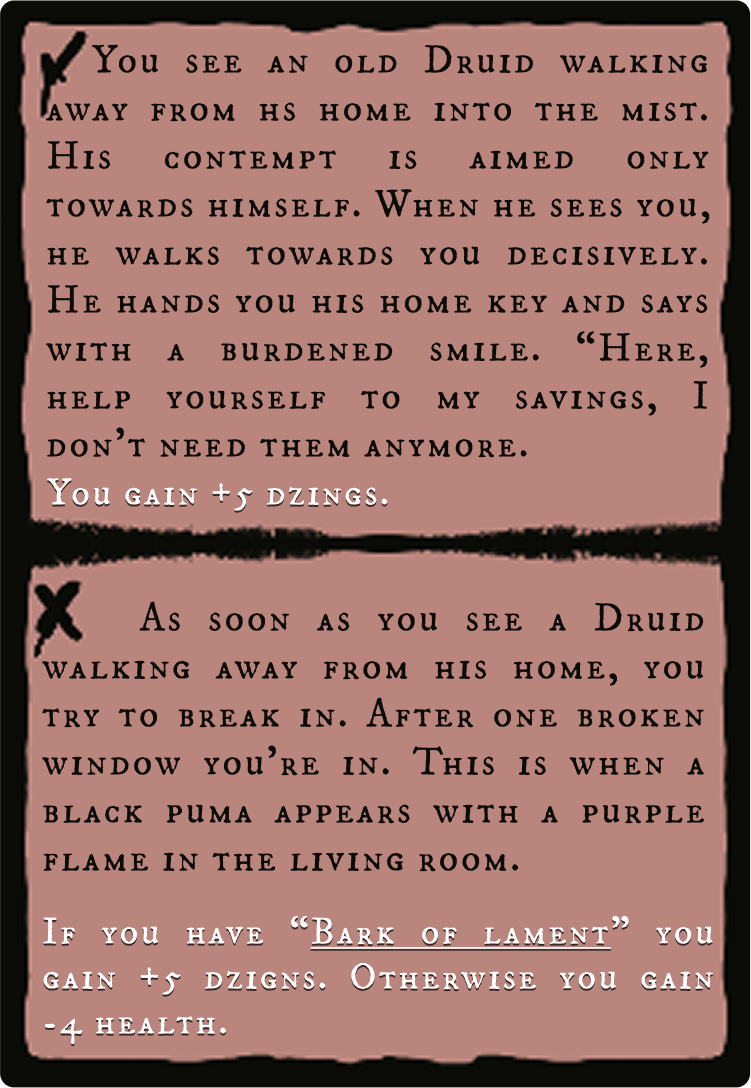 You see an old Druid walking
away from hs home into the mist.
His contempt is aimed only
towards himself. When he sees you,
he walks towards you decisively.
He hands you his home key and says
with a burdened smile. “Here,
help yourself to my savings, I
don’t need them anymore.
You gain +5 dzings.
As soon as you see a Druid
walking away from his home, you
try to break in. After one broken
window you’re in. This is when a
black puma appears with a purple
flame in the living room.
If you have “Bark of lament” you
gain +5 dzigns. Otherwise you gain
-4 health.